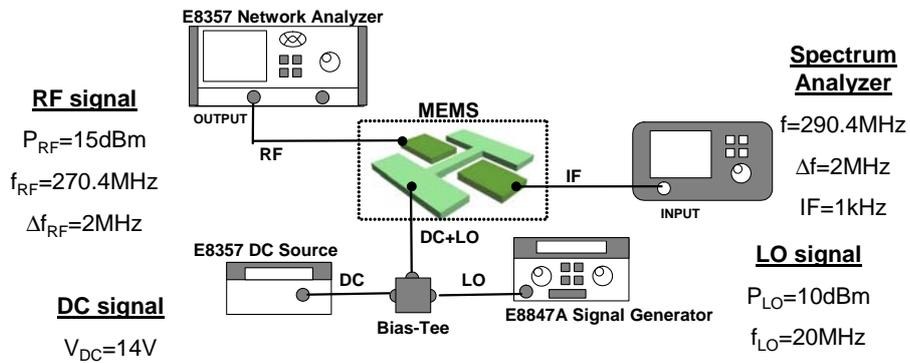 E8357 Network Analyzer
OUTPUT
RF signal
P_RF=15dBm
f_RF=270.4MHz
Δf_RF=2MHz
MEMS
RF
IF
DC+LO
Spectrum
Analyzer
f=290.4MHz
Δf=2MHz
IF=1kHz
INPUT
E8357 DC Source
DC
LO
Bias-Tee
E8847A Signal Generator
DC signal
V_DC=14V
LO signal
P_LO=10dBm
f_LO=20MHz